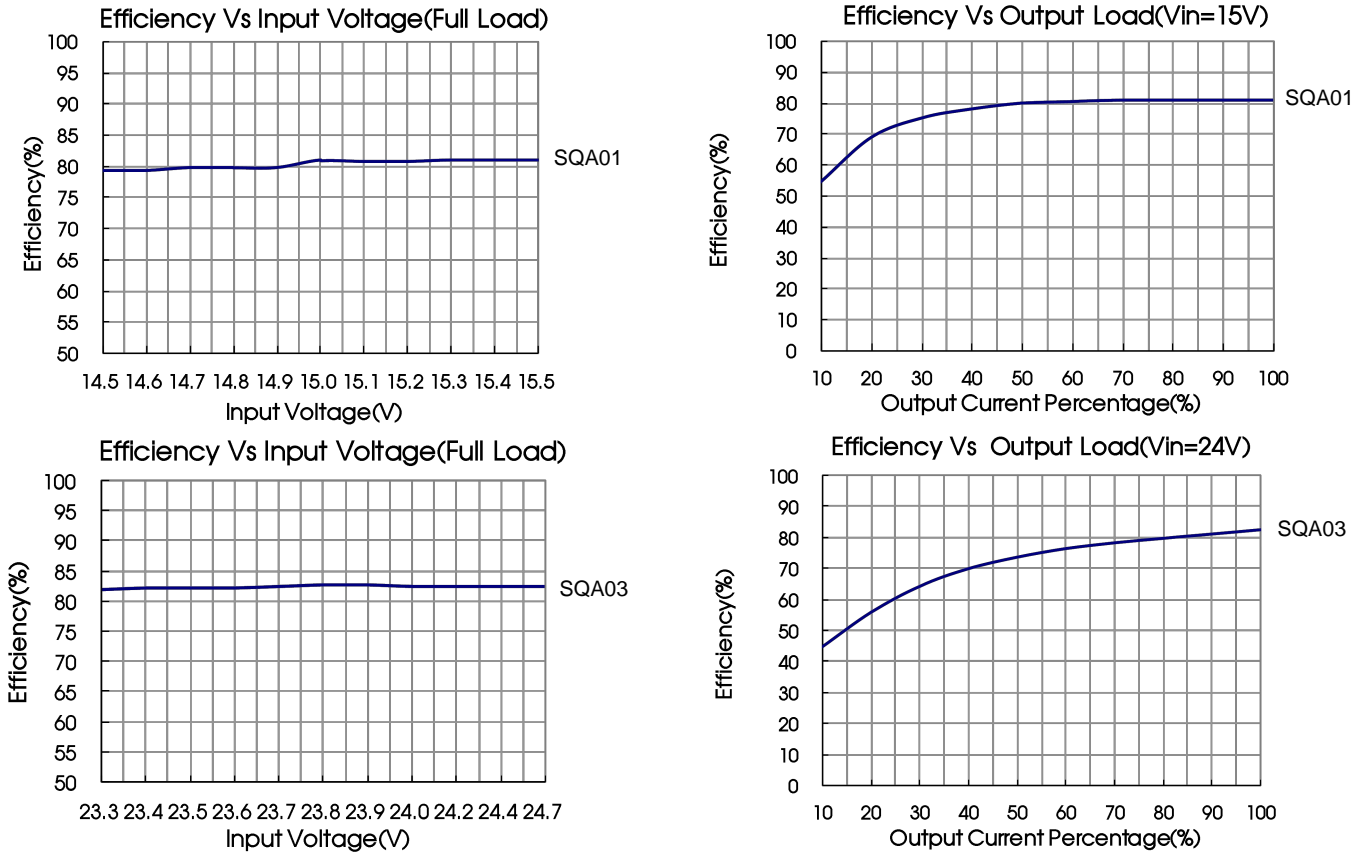 Efficiency Vs Input Voltage(Full Load)
100
95
90
85
80
75
70
65
60
55
50
Efficiency(%)
SQA01
14.5 14.6 14.7 14.8 14.9 15.0 15.1 15.2 15.3 15.4 15.5
Input Voltage(V)
Efficiency Vs Output Load(Vin=15V)
100
90
80
70
60
50
40
30
20
10
0
Efficiency(%)
SQA01
10 20 30 40 50 60 70 80 90 100
Output Current Percentage(%)
Efficiency Vs Input Voltage(Full Load)
100
95
90
85
80
75
70
65
60
55
50
Efficiency(%)
SQA03
23.3 23.4 23.5 23.6 23.7 23.8 23.9 24.0 24.2 24.4 24.7
Input Voltage(V)
Efficiency Vs Output Load(Vin=24V)
100
90
80
70
60
50
40
30
20
10
0
Efficiency(%)
SQA03
10 20 30 40 50 60 70 80 90 100
Output Current Percentage(%)